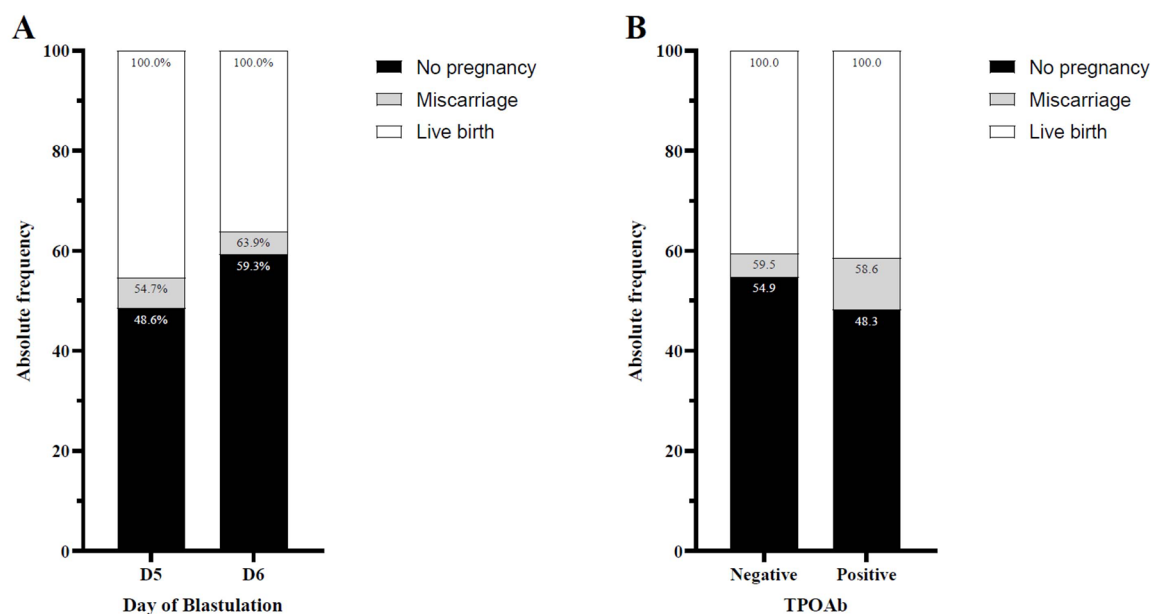 A
100
80
60
40
20
0
Absolute frequency
100.0%
54.7%
48.6%
100.0%
63.9%
59.3%
D5
D6
Day of Blastulation
No pregnancy
Miscarriage
Live birth
B
100
80
60
40
20
0
Absolute frequency
100.0
59.5
54.9
100.0
58.6
48.3
Negative
Positive
TPOAb
No pregnancy
Miscarriage
Live birth